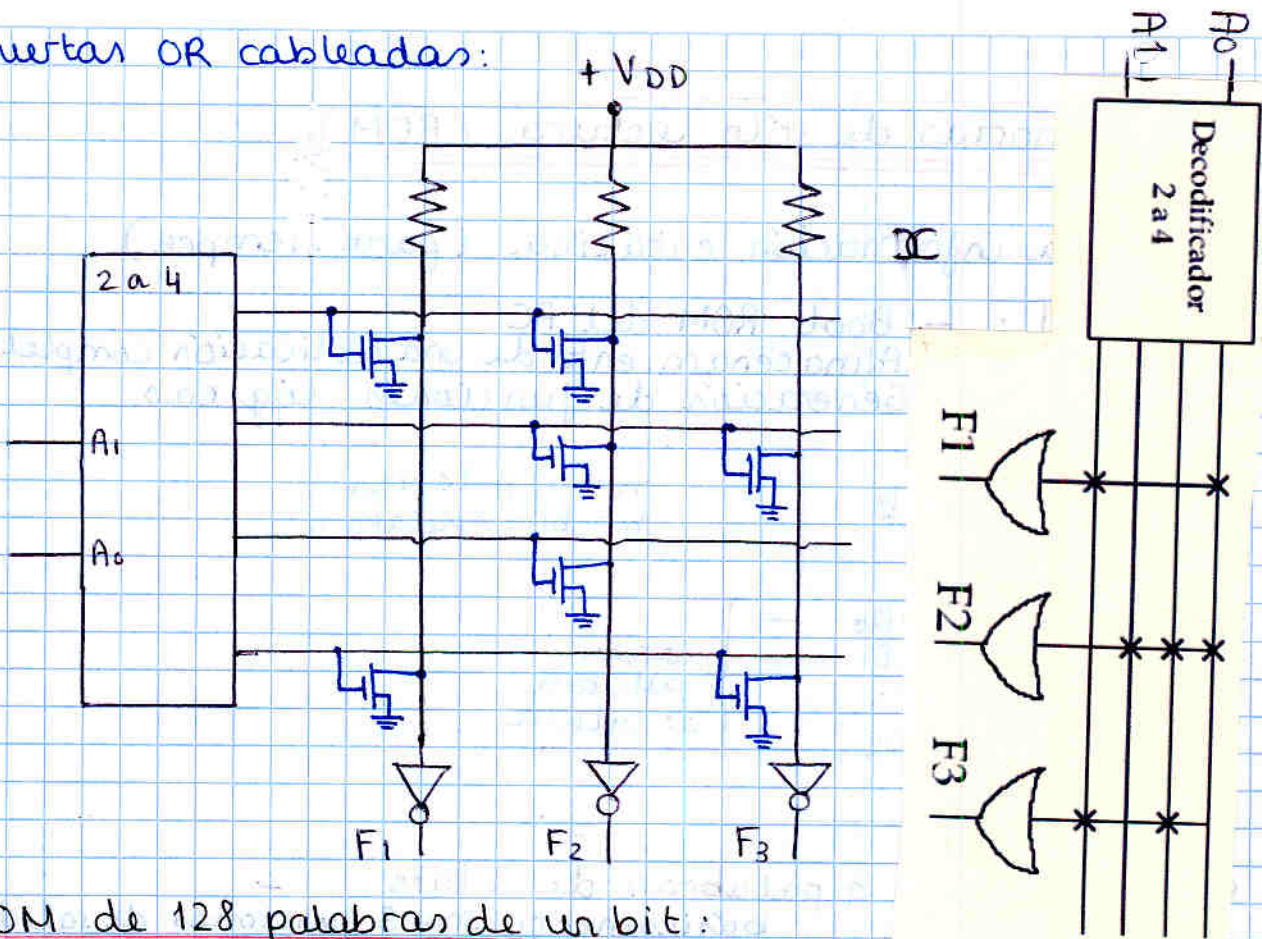 uertas OR cableadas:
+ VDD
2 a 4
A1
A0
F1
F2
F3
OM de 128 palabras de un bit:
A0
A1
Decodificador
2 a 4
F1
F2
F3